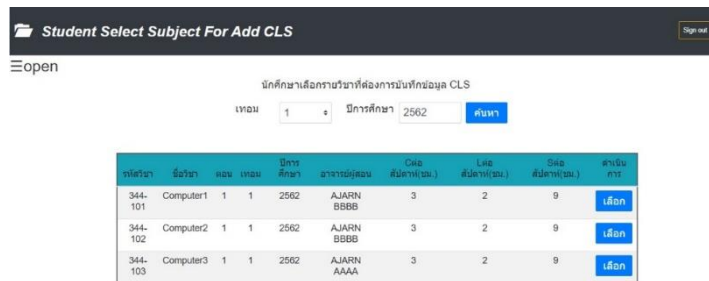 Student Select Subject For Add CLS
Sign out
☰open
นักศึกษาเลือกรายวิชาที่ต้องการบันทึกข้อมูล CLS
เทอม 1 ปีการศึกษา 2562 ค้นหา
รหัสวิชา ชื่อวิชา ตอน เทอม ปีการศึกษา อาจารย์ผู้สอน Cต่อสัปดาห์(ชม.) Lต่อสัปดาห์(ชม.) Sต่อสัปดาห์(ชม.) ดำเนินการ
344-101 Computer1 1 1 2562 AJARN BBBB 3 2 9 เลือก
344-102 Computer2 1 1 2562 AJARN BBBB 3 2 9 เลือก
344-103 Computer3 1 1 2562 AJARN AAAA 3 2 9 เลือก